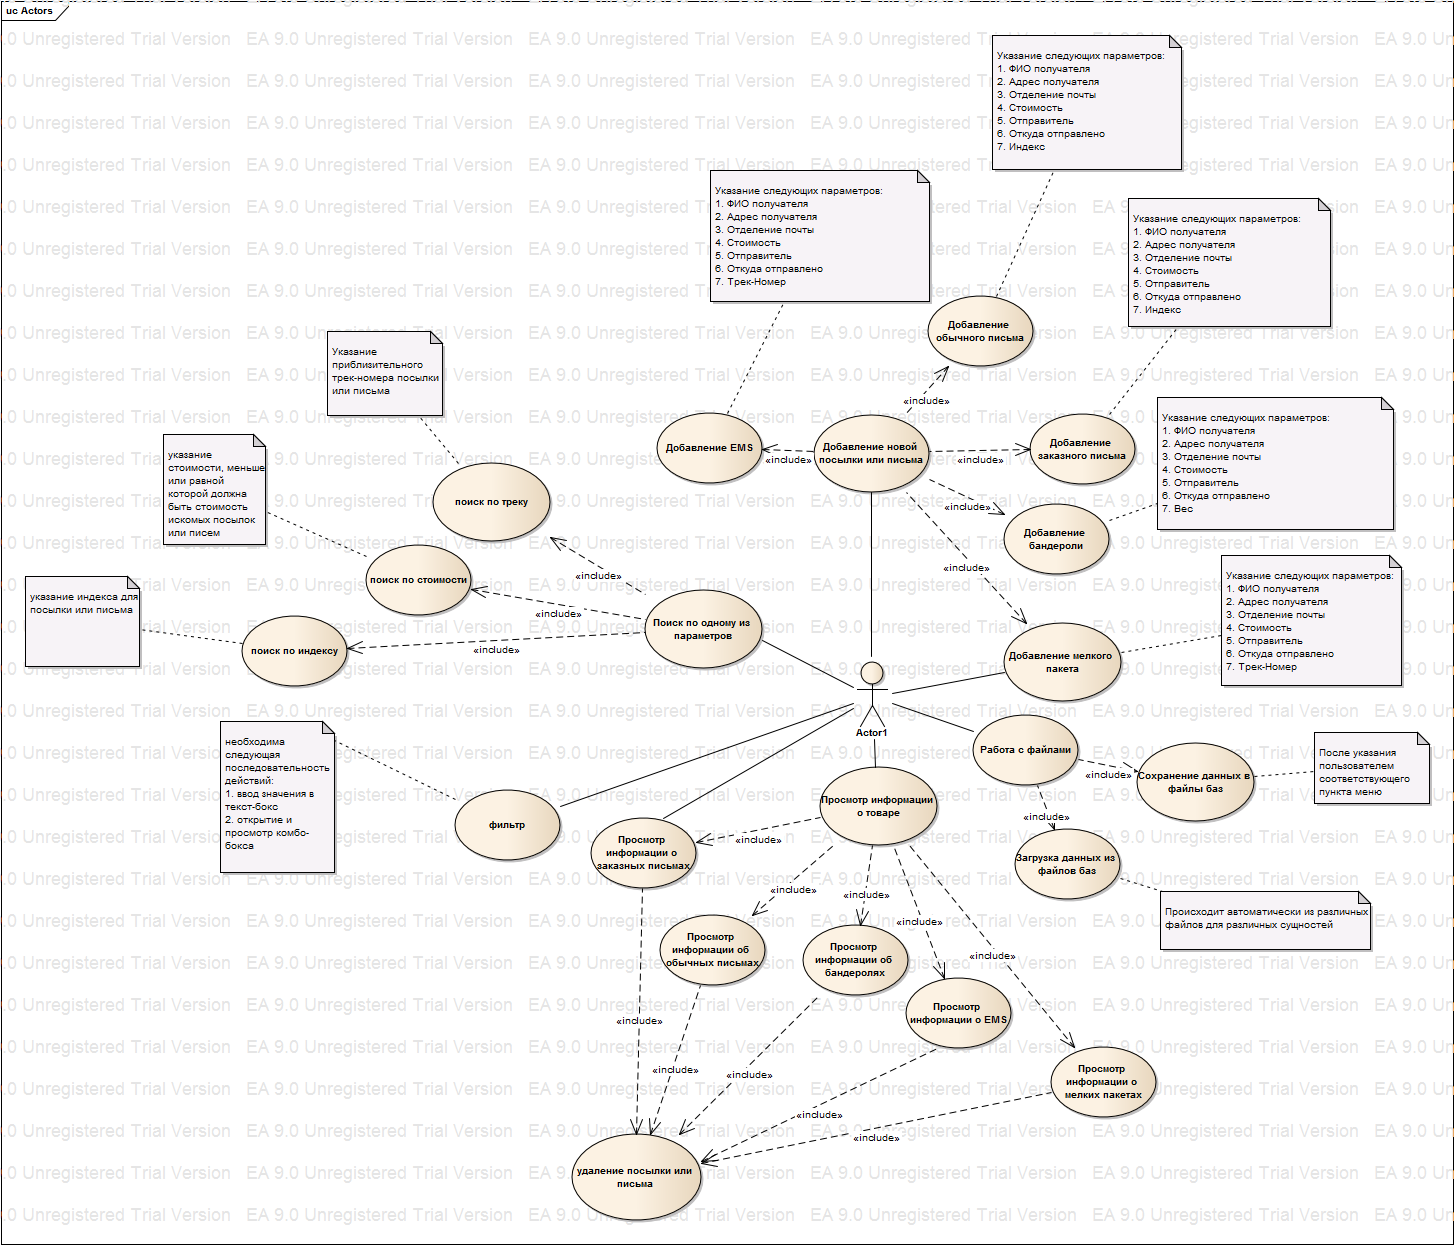 uc Actors
EA 9.0 Unregistered Trial Version
Указание следующих параметров:
1. ФИО получателя
2. Адрес получателя
3. Отделение почты
4. Стоимость
5. Отправитель
6. Откуда отправлено
7. Индекс
Указание следующих параметров:
1. ФИО получателя
2. Адрес получателя
3. Отделение почты
4. Стоимость
5. Отправитель
6. Откуда отправлено
7. Трек-Номер
Указание следующих параметров:
1. ФИО получателя
2. Адрес получателя
3. Отделение почты
4. Стоимость
5. Отправитель
6. Откуда отправлено
7. Индекс
Добавление
обычного письма
Указание
приблизительного
трек-номера посылки
или письма
«include»
Указание следующих параметров:
1. ФИО получателя
2. Адрес получателя
3. Отделение почты
4. Стоимость
5. Отправитель
6. Откуда отправлено
7. Вес
Добавление EMS
«include»
Добавление новой
посылки или письма
«include»
Добавление
заказного письма
указание
стоимости, меньше
или равной
которой должна
быть стоимость
искомых посылок
или писем
поиск по треку
«include»
Добавление
бандероли
«include»
Указание следующих параметров:
1. ФИО получателя
2. Адрес получателя
3. Отделение почты
4. Стоимость
5. Отправитель
6. Откуда отправлено
7. Трек-Номер
поиск по стоимости
«include»
«include»
указание индекса для
посылки или письма
поиск по индексу
«include»
Поиск по одному из
параметров
Добавление мелкого
пакета
Actor1
необходима
следующая
последовательность
действий:
1. ввод значения в
текст-бокс
2. открытие и
просмотр комбо-
бокса
фильтр
Работа с файлами
«include»
Сохранение данных в
файлы баз
После указания
пользователем
соответствующего
пункта меню
«include»
Загрузка данных из
файлов баз
Происходит автоматически из различных
файлов для различных сущностей
Просмотр информации
о товаре
«include»
Просмотр
информации о
заказных письмах
«include»
«include»
«include»
«include»
Просмотр
информации об
обычных письмах
Просмотр
информации об
бандеролях
Просмотр
информации о EMS
Просмотр
информации о
мелких пакетах
«include»
«include»
«include»
«include»
«include»
удаление посылки или
письма